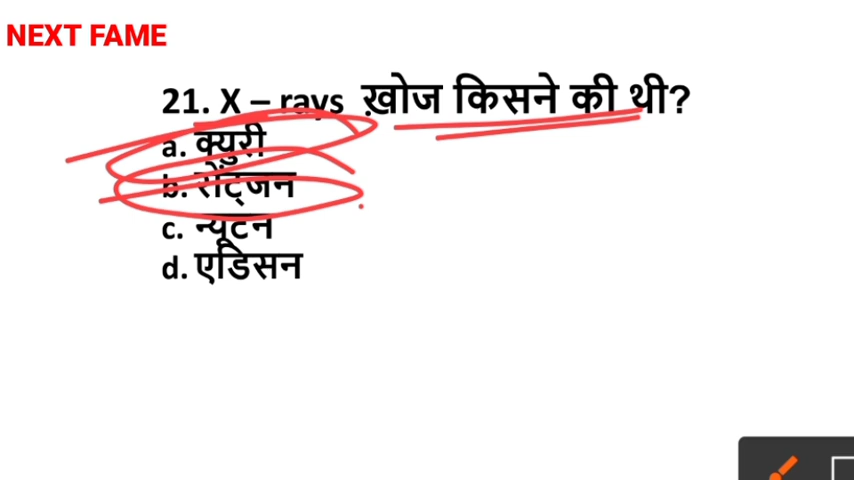 NEXT FAME
21. X – rays ख़ोज किसने की थी?
a. क्युरी
b. रोंट्जन
c. न्यूटन
d. एडिसन